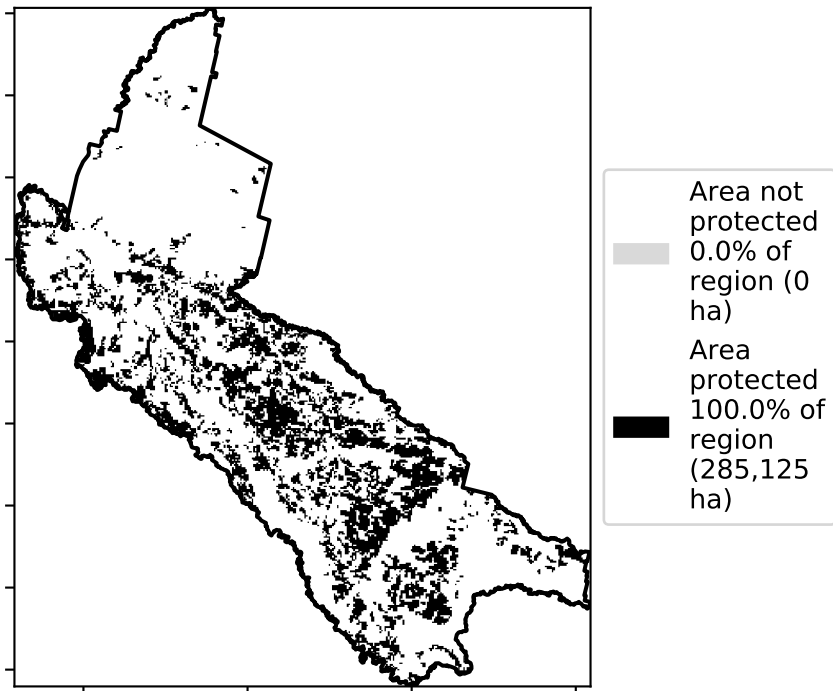 Area not
protected
0.0% of
region (0
ha)
Area
protected
100.0% of
region
(285,125
ha)